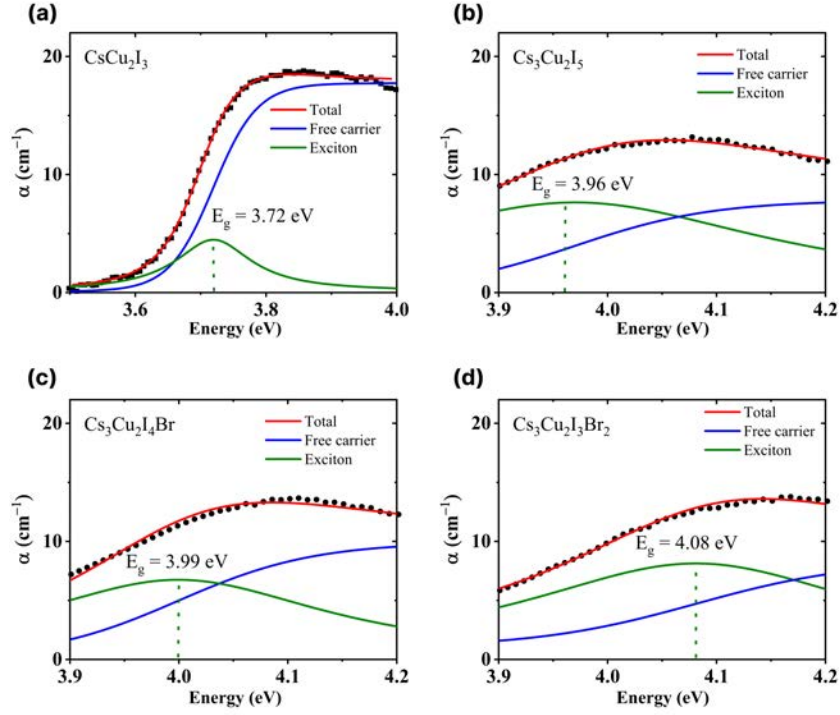 (a)
CsCu₂I₃
Total
Free carrier
Exciton
E_g = 3.72 eV
α (cm⁻¹)
0
10
20
3.6
3.8
4.0
Energy (eV)
(b)
Cs₃Cu₂I₅
Total
Free carrier
Exciton
E_g = 3.96 eV
α (cm⁻¹)
0
10
20
3.9
4.0
4.1
4.2
Energy (eV)
(c)
Cs₃Cu₂I₄Br
Total
Free carrier
Exciton
E_g = 3.99 eV
α (cm⁻¹)
0
10
20
3.9
4.0
4.1
4.2
Energy (eV)
(d)
Cs₃Cu₂I₃Br₂
Total
Free carrier
Exciton
E_g = 4.08 eV
α (cm⁻¹)
0
10
20
3.9
4.0
4.1
4.2
Energy (eV)